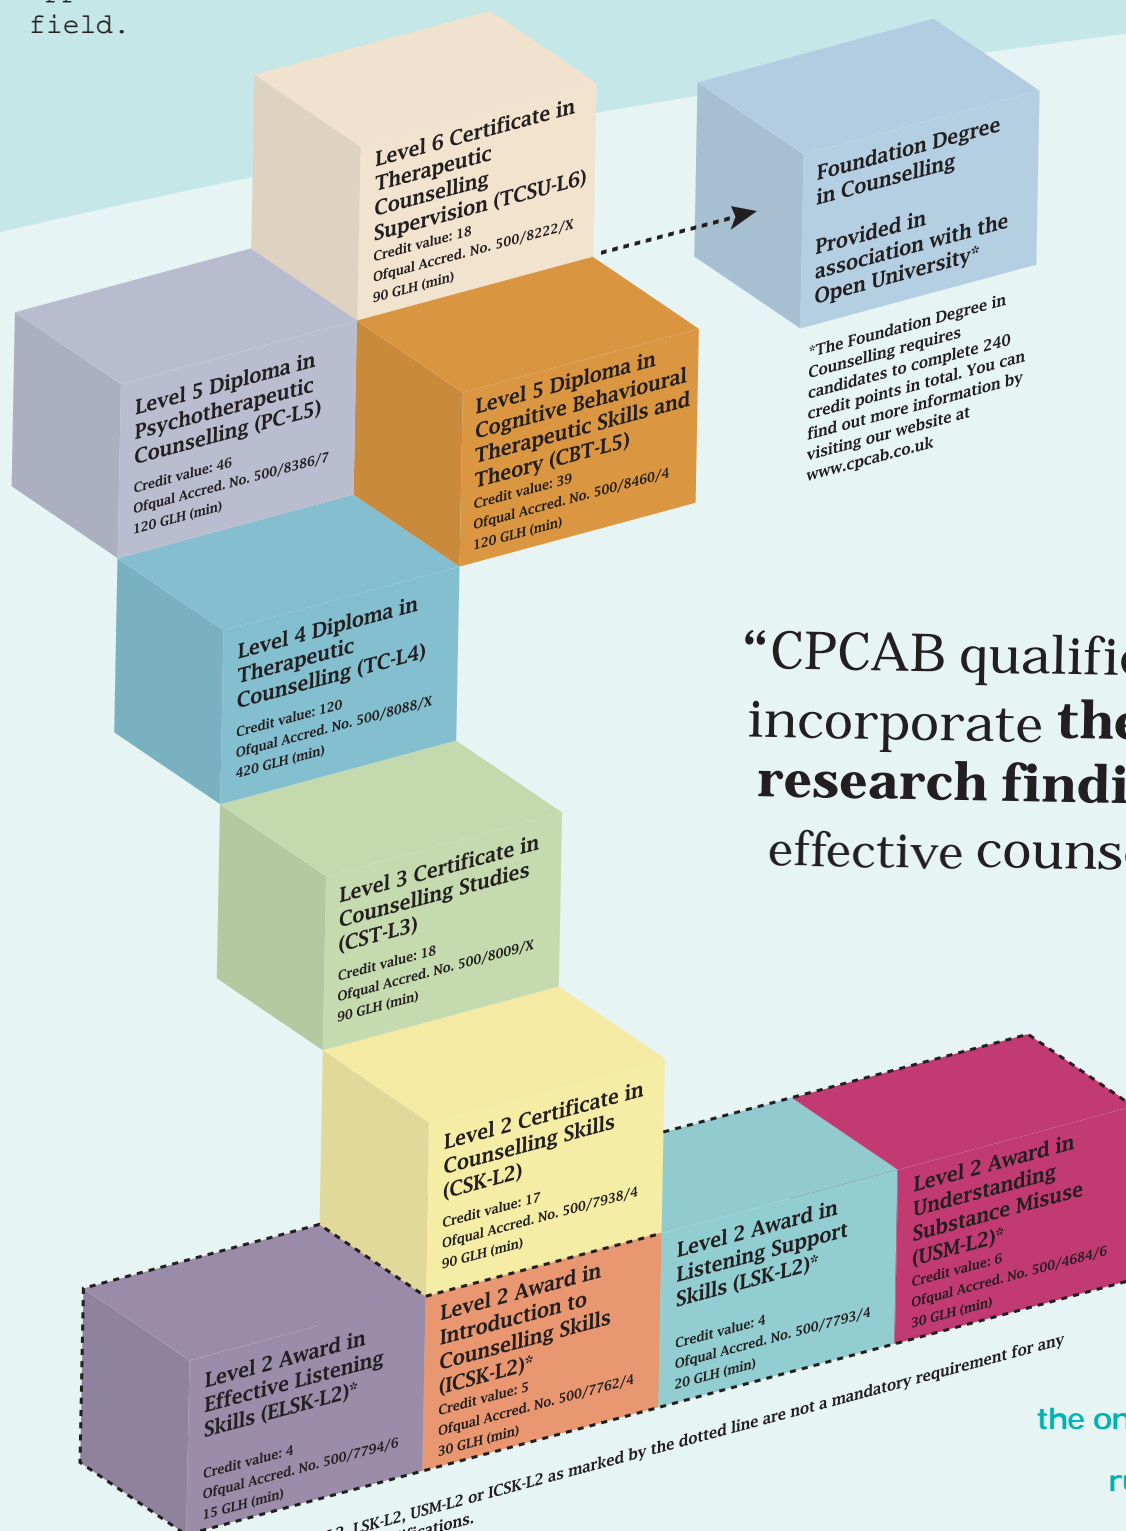 field.
Level 6 Certificate in
Therapeutic
Counselling
Supervision (TCSU-L6)
Credit value: 18
Ofqual Accred. No. 500/8222/X
90 GLH (min)
Foundation Degree
in Counselling
Provided in
association with the
Open University*
*The Foundation Degree in
Counselling requires
candidates to complete 240
credit points in total. You can
find out more information by
visiting our website at
www.cpcab.co.uk
Level 5 Diploma in
Psychotherapeutic
Counselling (PC-L5)
Credit value: 46
Ofqual Accred. No. 500/8386/7
120 GLH (min)
Level 5 Diploma in
Cognitive Behavioural
Therapeutic Skills and
Theory (CBT-L5)
Credit value: 39
Ofqual Accred. No. 500/8460/4
120 GLH (min)
Level 4 Diploma in
Therapeutic
Counselling (TC-L4)
Credit value: 120
Ofqual Accred. No. 500/8088/X
420 GLH (min)
“CPCAB qualific
incorporate the
research findi
effective couns
Level 3 Certificate in
Counselling Studies
(CST-L3)
Credit value: 18
Ofqual Accred. No. 500/8009/X
90 GLH (min)
Level 2 Certificate in
Counselling Skills
(CSK-L2)
Credit value: 17
Ofqual Accred. No. 500/7938/4
90 GLH (min)
Level 2 Award in
Effective Listening
Skills (ELSK-L2)*
Credit value: 4
Ofqual Accred. No. 500/7794/6
15 GLH (min)
Level 2 Award in
Introduction to
Counselling Skills
(ICSK-L2)*
Credit value: 5
Ofqual Accred. No. 500/7762/4
30 GLH (min)
Level 2 Award in
Listening Support
Skills (LSK-L2)*
Credit value: 4
Ofqual Accred. No. 500/7793/4
20 GLH (min)
Level 2 Award in
Understanding
Substance Misuse
(USM-L2)*
Credit value: 6
Ofqual Accred. No. 500/4684/6
30 GLH (min)
LSK-L2, USM-L2 or ICSK-L2 as marked by the dotted line are not a mandatory requirement for any
ifications.
the on
ru